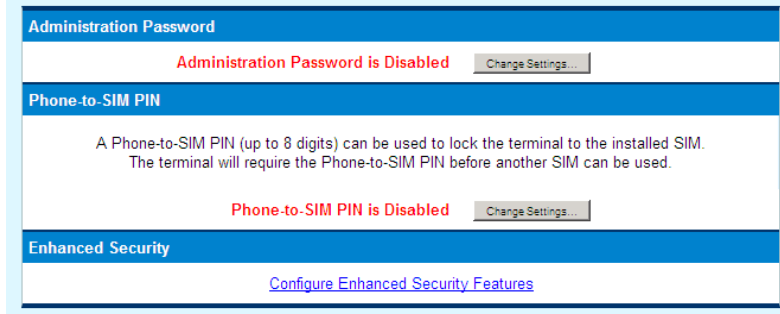 Administration Password
Administration Password is Disabled Change Settings...
Phone-to-SIM PIN
A Phone-to-SIM PIN (up to 8 digits) can be used to lock the terminal to the installed SIM.
The terminal will require the Phone-to-SIM PIN before another SIM can be used.
Phone-to-SIM PIN is Disabled Change Settings...
Enhanced Security
Configure Enhanced Security Features